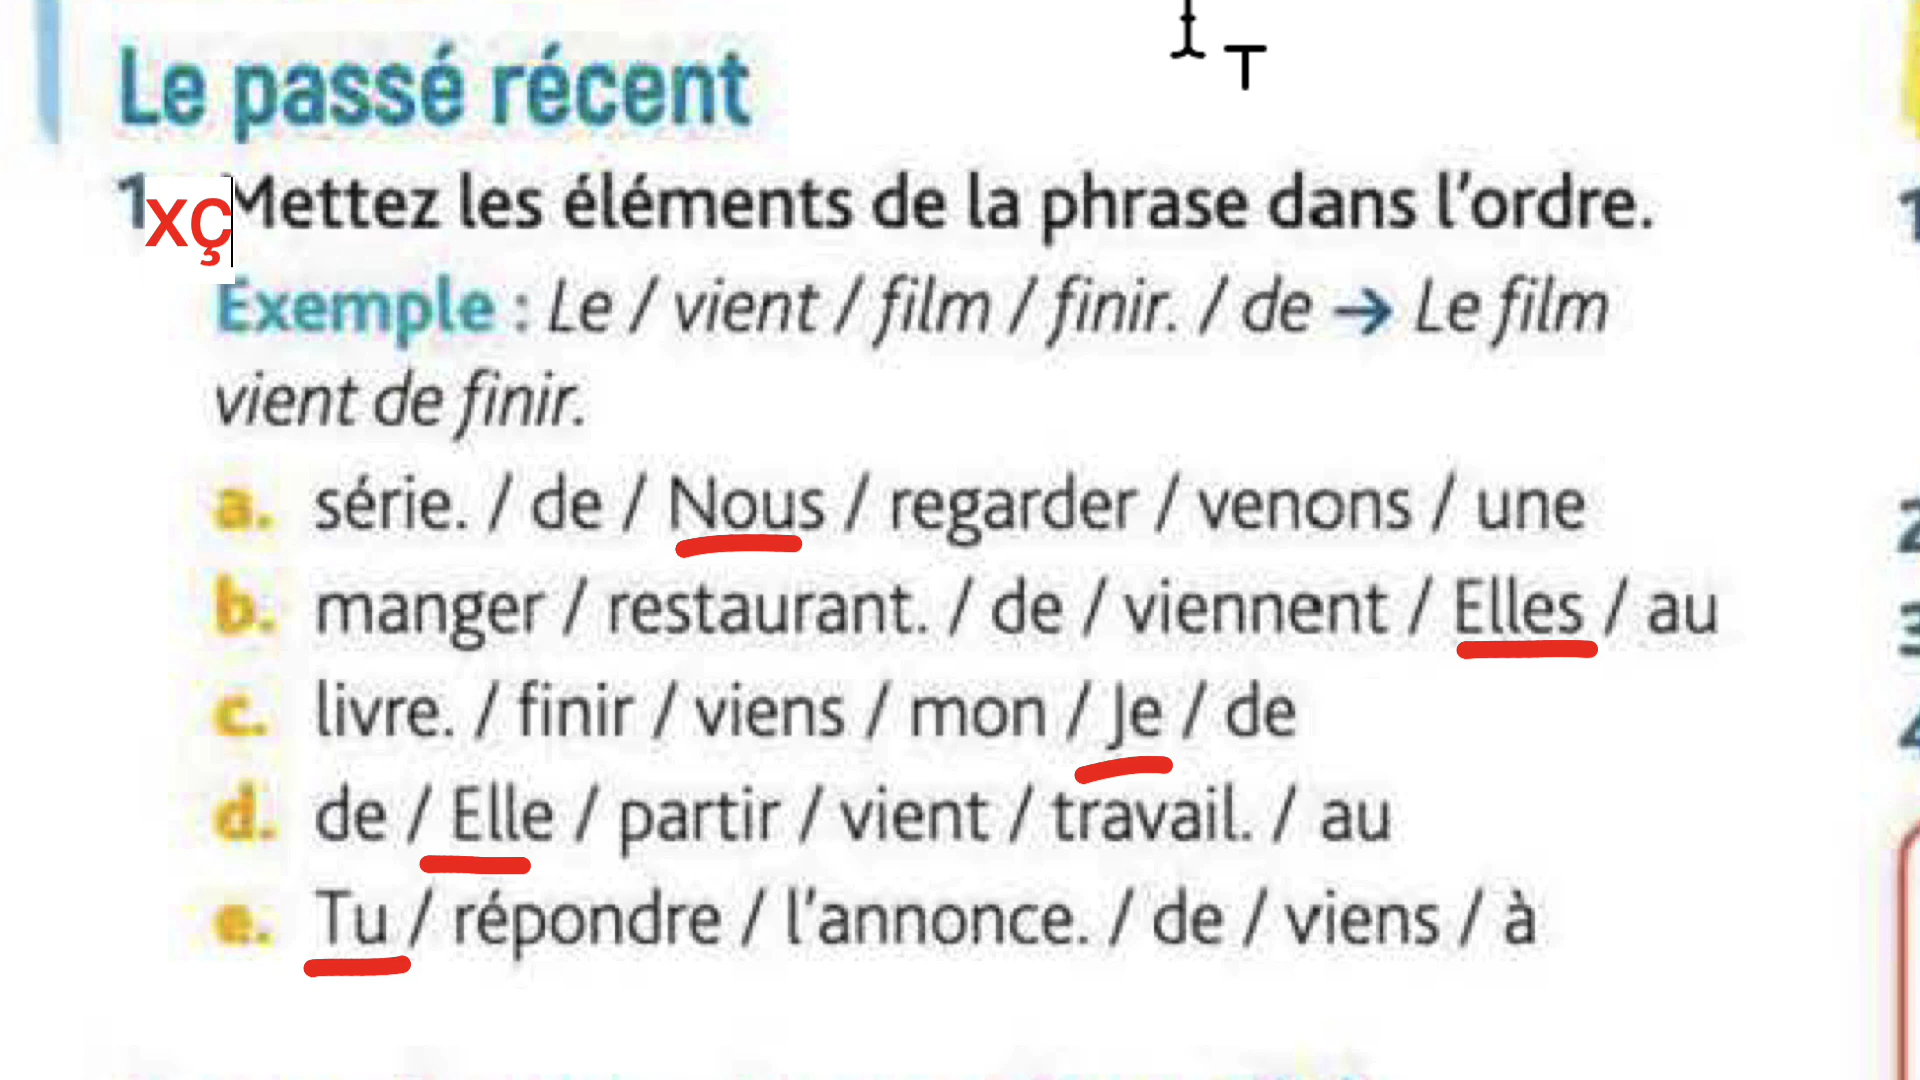 Le passé récent
1 xç Mettez les éléments de la phrase dans l'ordre.
Exemple : Le / vient / film / finir. / de → Le film
vient de finir.
a. série. / de / Nous / regarder / venons / une
b. manger / restaurant. / de / viennent / Elles / au
c. livre. / finir / viens / mon / Je / de
d. de / Elle / partir / vient / travail. / au
e. Tu / répondre / l'annonce. / de / viens / à